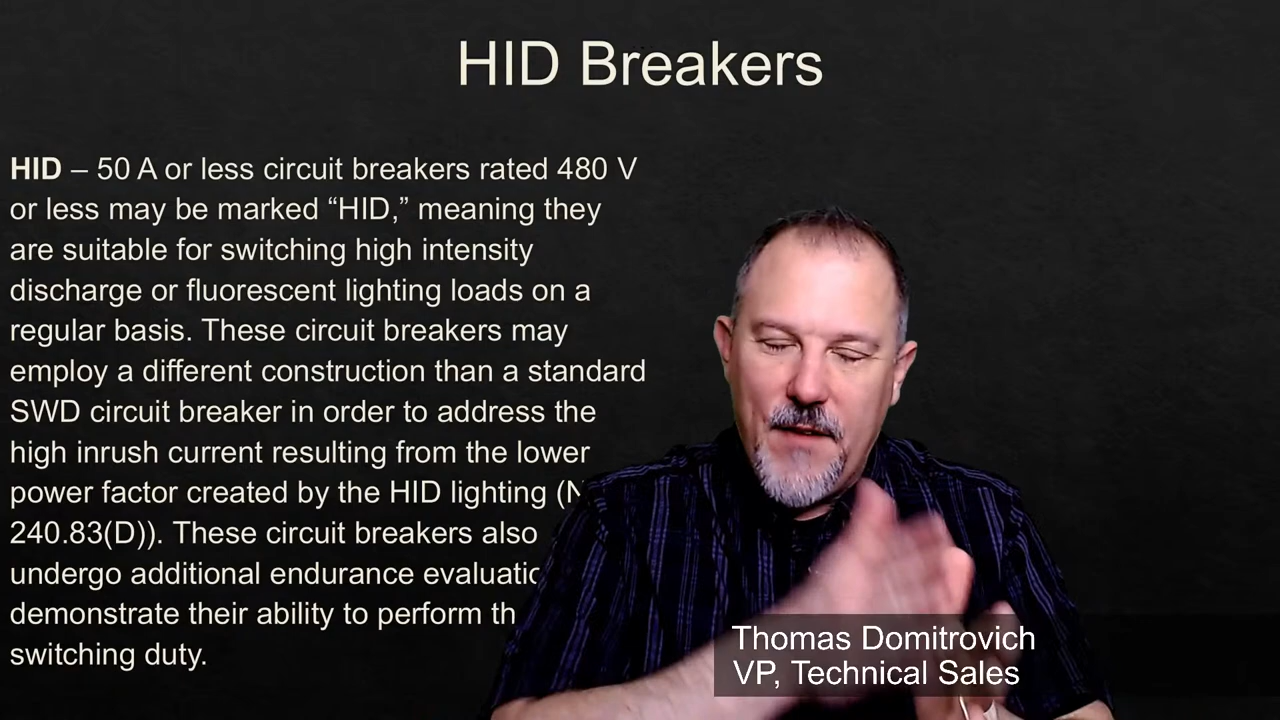 HID Breakers
HID – 50 A or less circuit breakers rated 480 V
or less may be marked “HID,” meaning they
are suitable for switching high intensity
discharge or fluorescent lighting loads on a
regular basis. These circuit breakers may
employ a different construction than a standard
SWD circuit breaker in order to address the
high inrush current resulting from the lower
power factor created by the HID lighting (
240.83(D)). These circuit breakers also
undergo additional endurance
demonstrate their ability to perform
switching duty.
Thomas Domitrovich
VP, Technical Sales